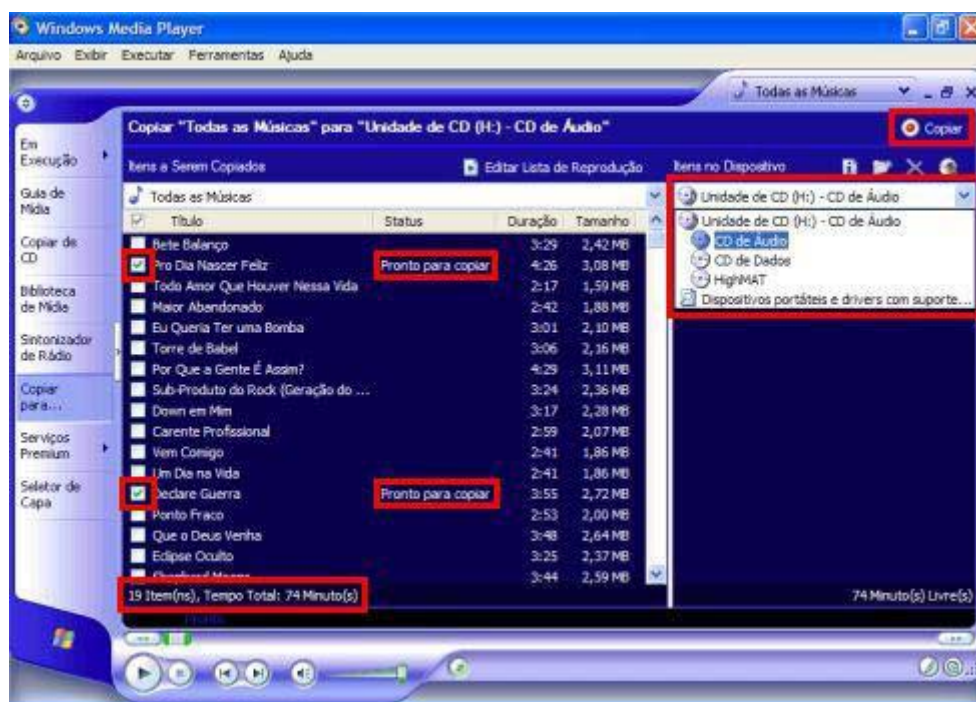 Windows Media Player
Arquivo Exibir Executar Ferramentas Ajuda
Todas as Músicas
Copiar "Todas as Músicas" para "Unidade de CD (H:) - CD de Áudio"
Copiar
Em Execução
Guia de Mídia
Copiar de CD
Biblioteca de Mídia
Sintonizador de Rádio
Copiar para...
Serviços Premium
Seletor de Capa
Itens a Serem Copiados Editar Lista de Reprodução Itens no Dispositivo
Todas as Músicas
Título Status Duração Tamanho
Bete Balanço 3:29 2,42 MB
Pro Dia Nascer Feliz Pronto para copiar 4:26 3,08 MB
Todo Amor Que Houver Nessa Vida 2:17 1,59 MB
Maior Abandonado 2:42 1,88 MB
Eu Queria Ter uma Bomba 3:01 2,10 MB
Torre de Babel 3:06 2,16 MB
Por Que a Gente É Assim? 4:29 3,11 MB
Sub-Produto do Rock (Geração do ... 3:24 2,36 MB
Down em Mim 3:17 2,28 MB
Carente Profissional 2:59 2,07 MB
Vem Comigo 2:41 1,86 MB
Um Dia na Vida 2:41 1,86 MB
Declare Guerra Pronto para copiar 3:55 2,72 MB
Ponto Fraco 2:53 2,00 MB
Que o Deus Venha 3:48 2,64 MB
Eclipse Oculto 3:25 2,37 MB
3:44 2,59 MB
19 Item(ns), Tempo Total: 74 Minuto(s)
Unidade de CD (H:) - CD de Áudio
Unidade de CD (H:) - CD de Áudio
CD de Áudio
CD de Dados
HighMAT
Dispositivos portáteis e drivers com suporte...
74 Minuto(s) Livre(s)